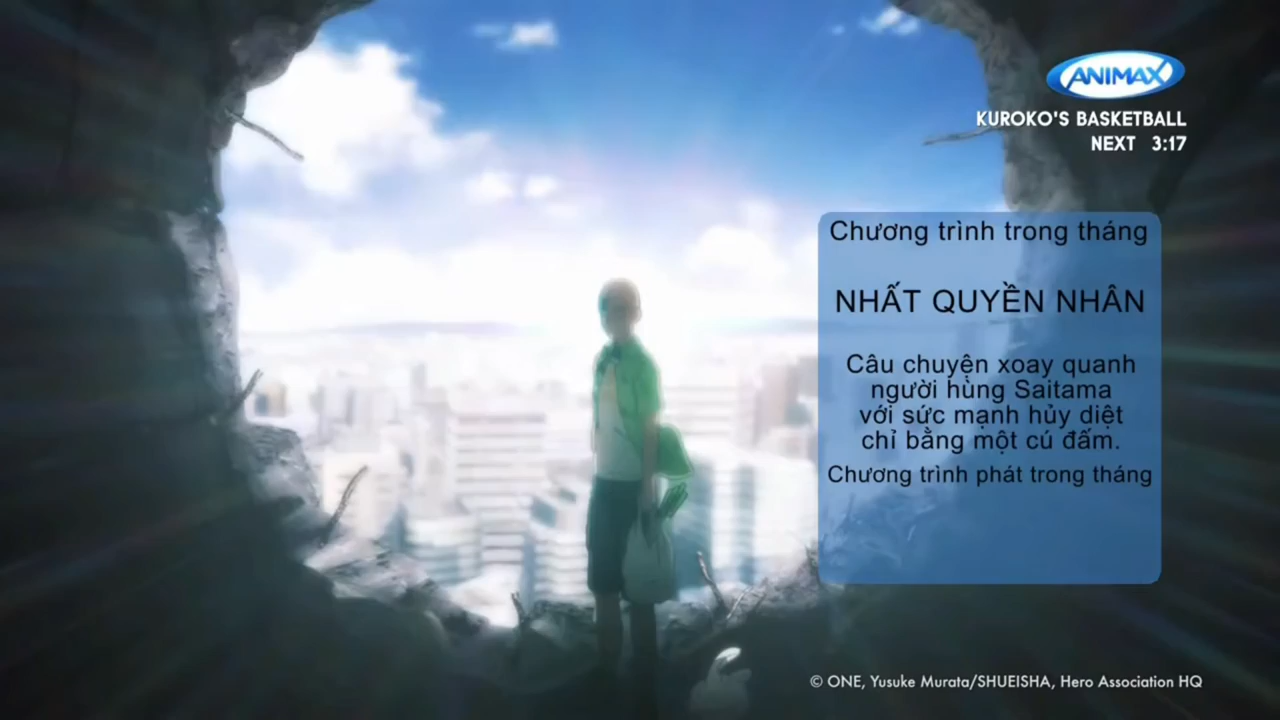 ANIMAX
KUROKO'S BASKETBALL
NEXT 3:17
Chương trình trong tháng
NHẤT QUYỀN NHÂN
Câu chuyện xoay quanh
người hùng Saitama
với sức mạnh hủy diệt
chỉ bằng một cú đấm.
Chương trình phát trong tháng
© ONE, Yusuke Murata/SHUEISHA, Hero Association HQ